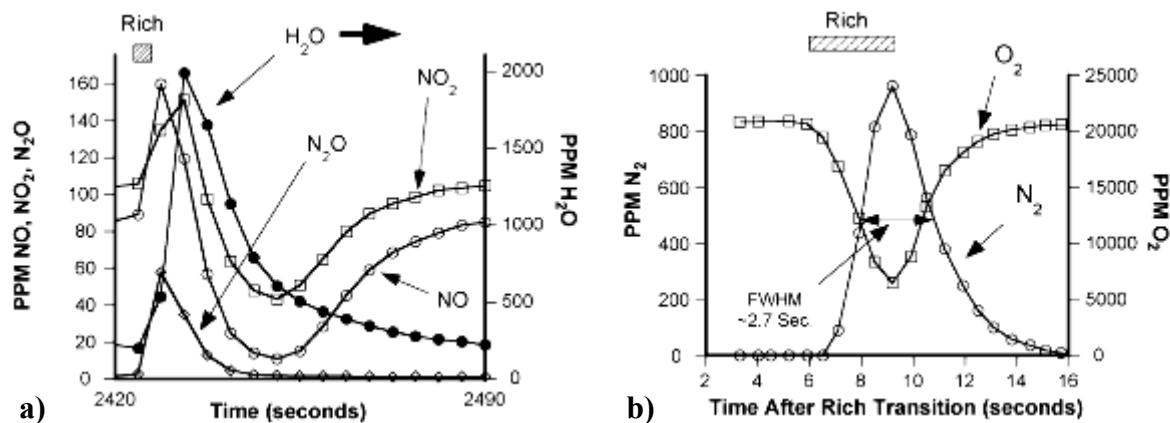 Rich
H₂O
NO₂
N₂O
NO
160
140
120
100
80
60
40
20
0
PPM NO, NO₂, N₂O
2000
1500
1000
500
0
PPM H₂O
2420
2490
Time (seconds)
a)
Rich
O₂
N₂
FWHM
~2.7 Sec.
1000
800
600
400
200
0
PPM N₂
25000
20000
15000
10000
5000
0
PPM O₂
2 4 6 8 10 12 14 16
Time After Rich Transition (seconds)
b)